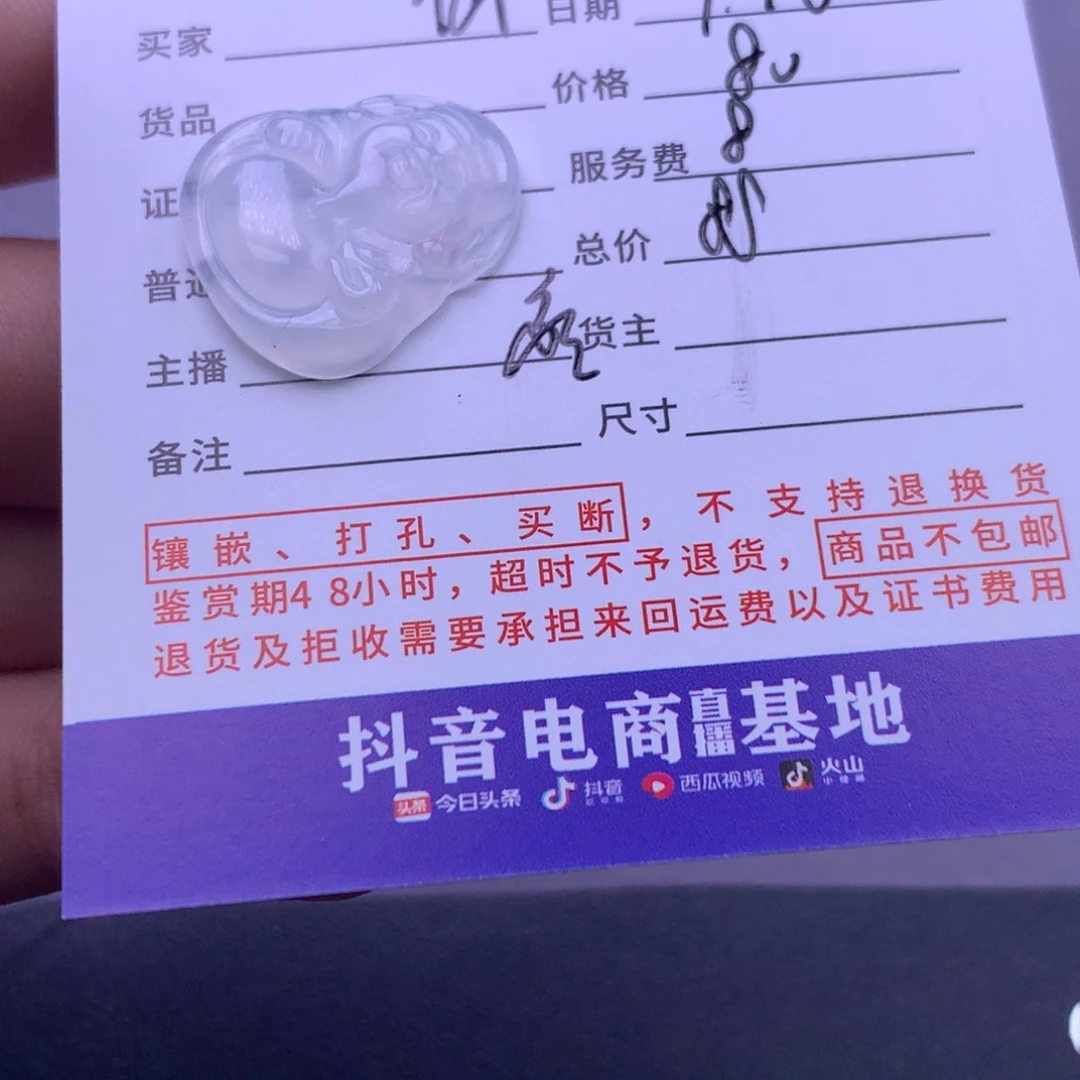 买家 日期
货品 价格
证 服务费
普通 总价
主播 货主
备注 尺寸
镶嵌、打孔、买断，不支持退换货
鉴赏期48小时，超时不予退货，商品不包邮
退货及拒收需要承担来回运费以及证书费用
抖音电商直播基地
头条 今日头条 抖音 西瓜视频 火山